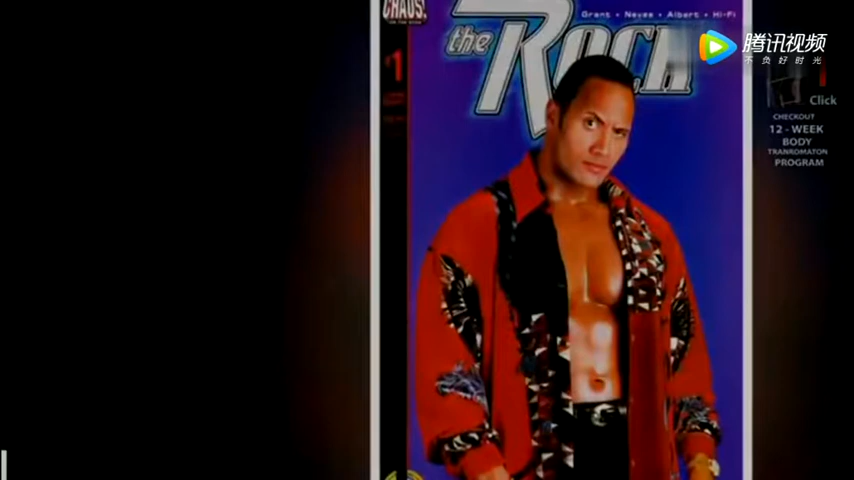 CHAOS!
#1
Grant • Neves • Albert • Hi-Fi
the Rock
腾讯视频
不负好时光
Click
CHECKOUT
12 - WEEK
BODY
TRANROMATON
PROGRAM